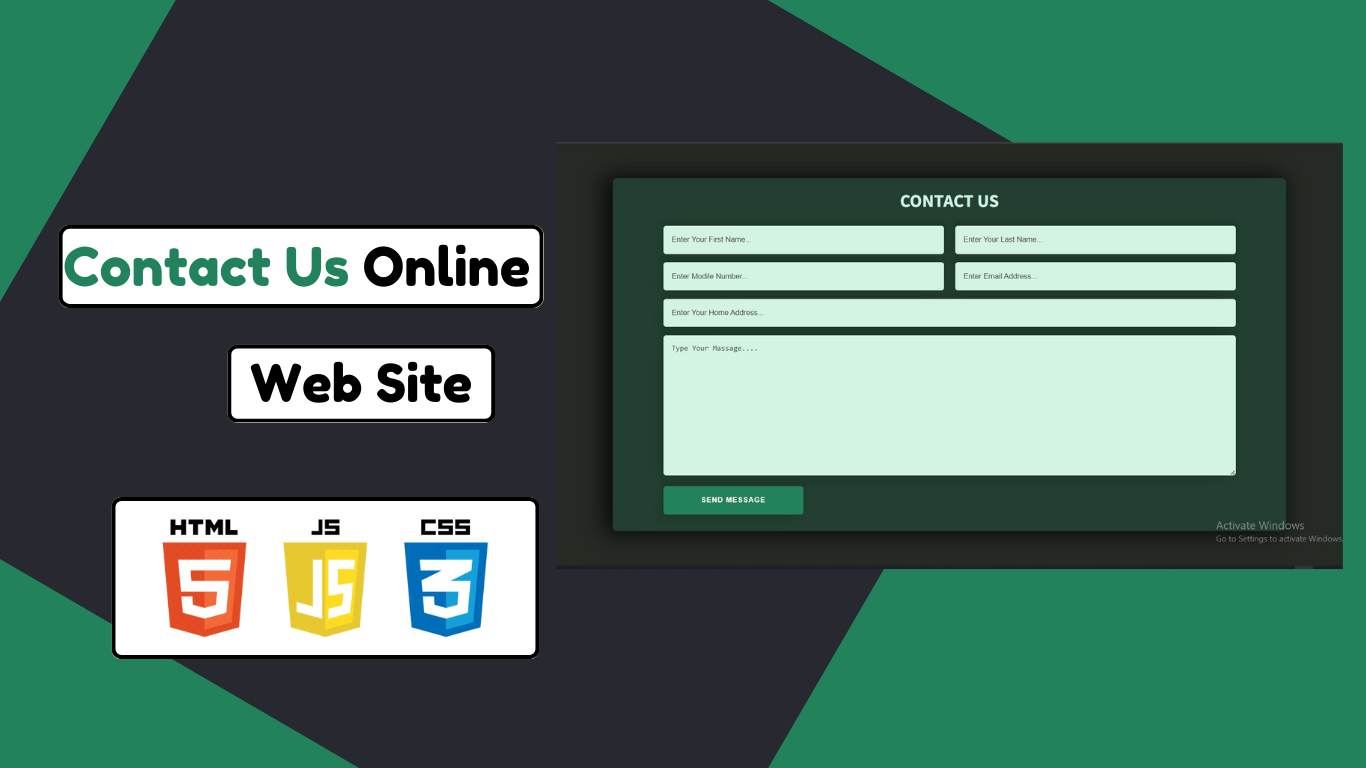 Contact Us Online
Web Site
HTML JS CSS
5 JS 3
CONTACT US
Enter Your First Name... Enter Your Last Name...
Enter Modile Number... Enter Email Address...
Enter Your Home Address...
Type Your Massage....
SEND MESSAGE
Activate Windows
Go to Settings to activate Windows.